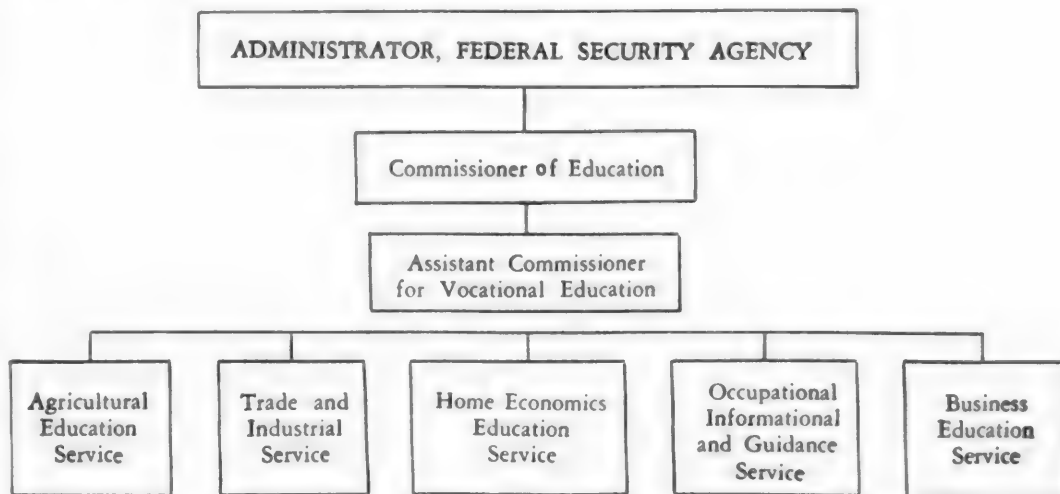 ADMINISTRATOR, FEDERAL SECURITY AGENCY
Commissioner of Education
Assistant Commissioner
for Vocational Education
Agricultural
Education
Service
Trade and
Industrial
Service
Home Economics
Education
Service
Occupational
Informational
and Guidance
Service
Business
Education
Service